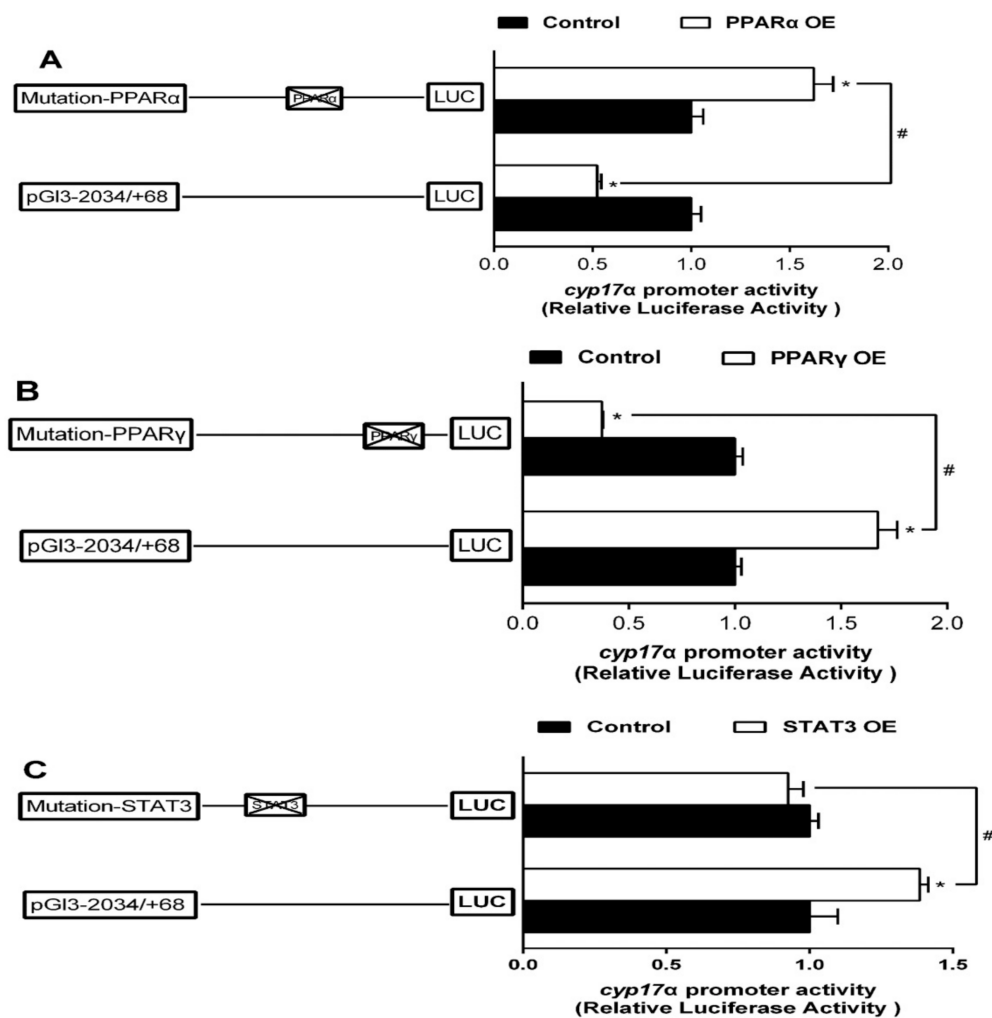 Control PPARα OE
A
Mutation-PPARα PPARα LUC
*
#
pGl3-2034/+68 LUC
*
0.0 0.5 1.0 1.5 2.0
cyp17α promoter activity
(Relative Luciferase Activity )
Control PPARγ OE
B
Mutation-PPARγ PPARγ LUC
*
#
pGl3-2034/+68 LUC
*
0.0 0.5 1.0 1.5 2.0
cyp17α promoter activity
(Relative Luciferase Activity )
Control STAT3 OE
C
Mutation-STAT3 STAT3 LUC
#
pGl3-2034/+68 LUC
*
0.0 0.5 1.0 1.5
cyp17α promoter activity
(Relative Luciferase Activity )